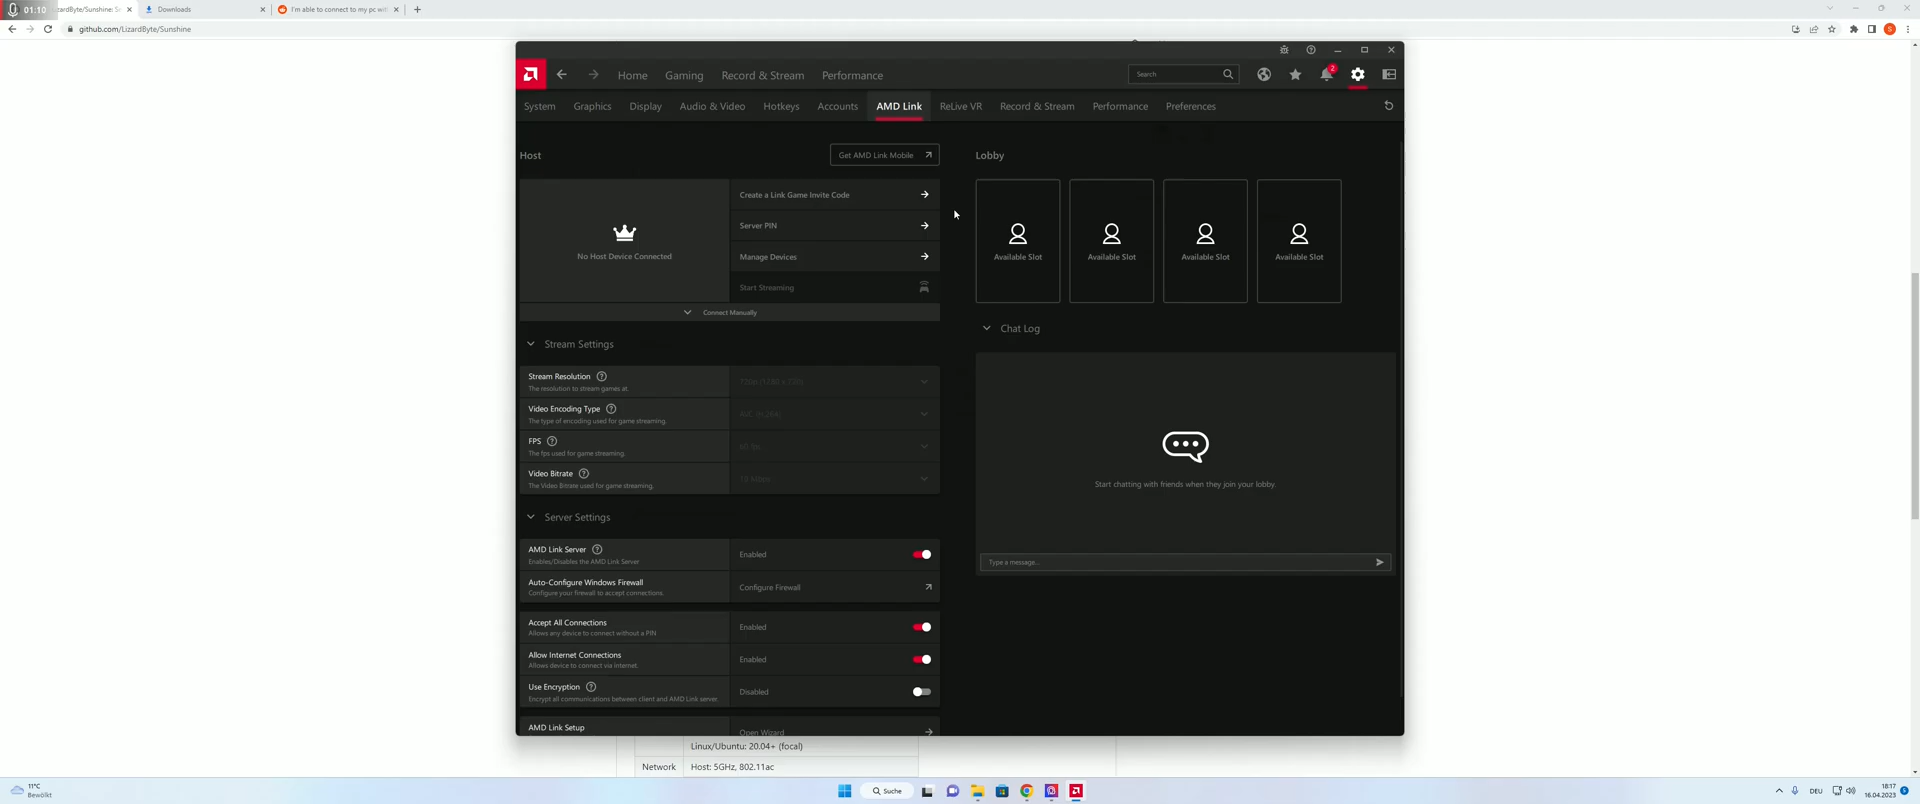 01:10
izardByte/Sunshine: Se
Downloads
I'm able to connect to my pc with
github.com/LizardByte/Sunshine
S
Home
Gaming
Record & Stream
Performance
Search
2
System
Graphics
Display
Audio & Video
Hotkeys
Accounts
AMD Link
ReLive VR
Record & Stream
Performance
Preferences
Host
Get AMD Link Mobile
Lobby
No Host Device Connected
Create a Link Game Invite Code
Server PIN
Manage Devices
Start Streaming
Connect Manually
Available Slot
Available Slot
Available Slot
Available Slot
Chat Log
Start chatting with friends when they join your lobby.
Type a message...
Stream Settings
Stream Resolution
The resolution to stream games at.
Video Encoding Type
The type of encoding used for game streaming.
AVC (H.264)
FPS
The fps used for game streaming.
60 fps
Video Bitrate
The Video Bitrate used for game streaming.
Server Settings
AMD Link Server
Enables/Disables the AMD Link Server
Enabled
Auto-Configure Windows Firewall
Configure your firewall to accept connections.
Configure Firewall
Accept All Connections
Allows any device to connect without a PIN
Enabled
Allow Internet Connections
Allows device to connect via internet.
Enabled
Use Encryption
Encrypt all communications between client and AMD Link server.
Disabled
AMD Link Setup
Open Wizard
Linux/Ubuntu: 20.04+ (focal)
Network
Host: 5GHz, 802.11ac
11°C
Bewölkt
Suche
DEU
18:17
16.04.2023